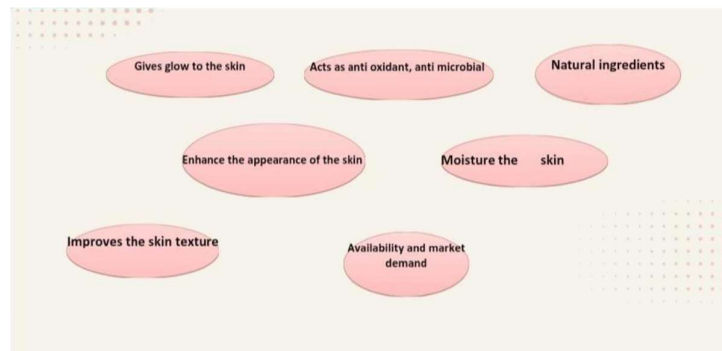 Gives glow to the skin
Acts as anti oxidant, anti microbial
Natural ingredients
Enhance the appearance of the skin
Moisture the skin
Improves the skin texture
Availability and market
demand